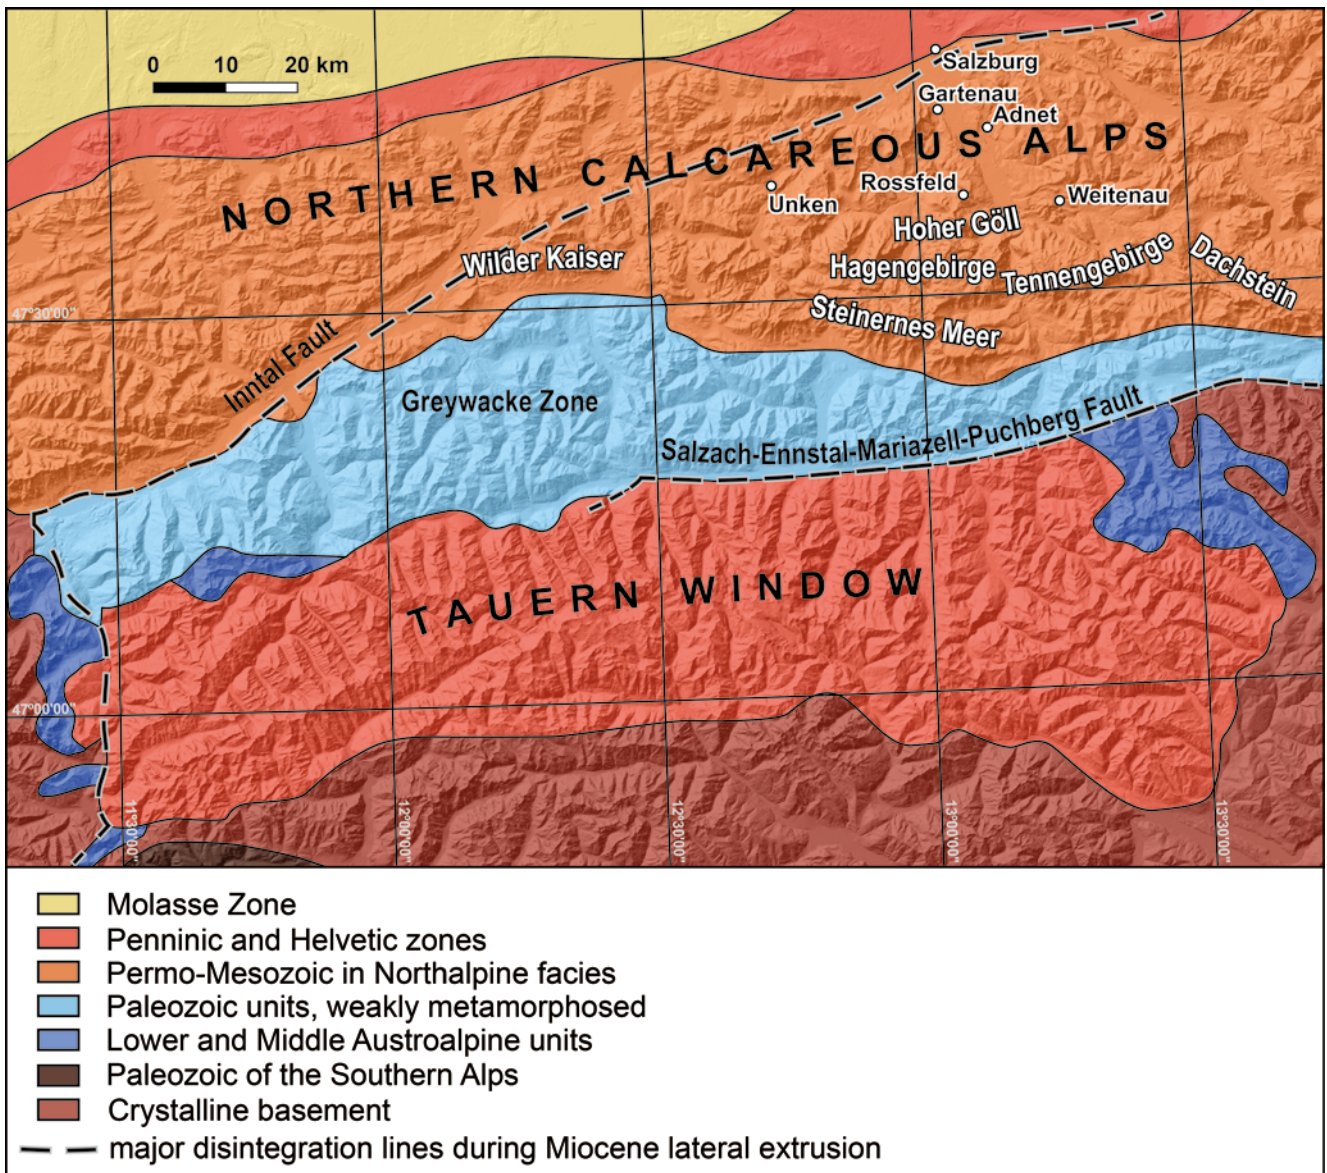 0 10 20 km
Salzburg
Gartenau
Adnet
NORTHERN CALCAREOUS ALPS
Unken
Rossfeld
Weitenau
Hoher Göll
Wilder Kaiser
Hagengebirge
Tennengebirge
Dachstein
Steinernes Meer
47°30'00"
Inntal Fault
Greywacke Zone
Salzach-Ennstal-Mariazell-Puchberg Fault
TAUERN WINDOW
47°00'00"
11°30'00"
12°00'00"
12°30'00"
13°00'00"
13°30'00"
Molasse Zone
Penninic and Helvetic zones
Permo-Mesozoic in Northalpine facies
Paleozoic units, weakly metamorphosed
Lower and Middle Austroalpine units
Paleozoic of the Southern Alps
Crystalline basement
major disintegration lines during Miocene lateral extrusion